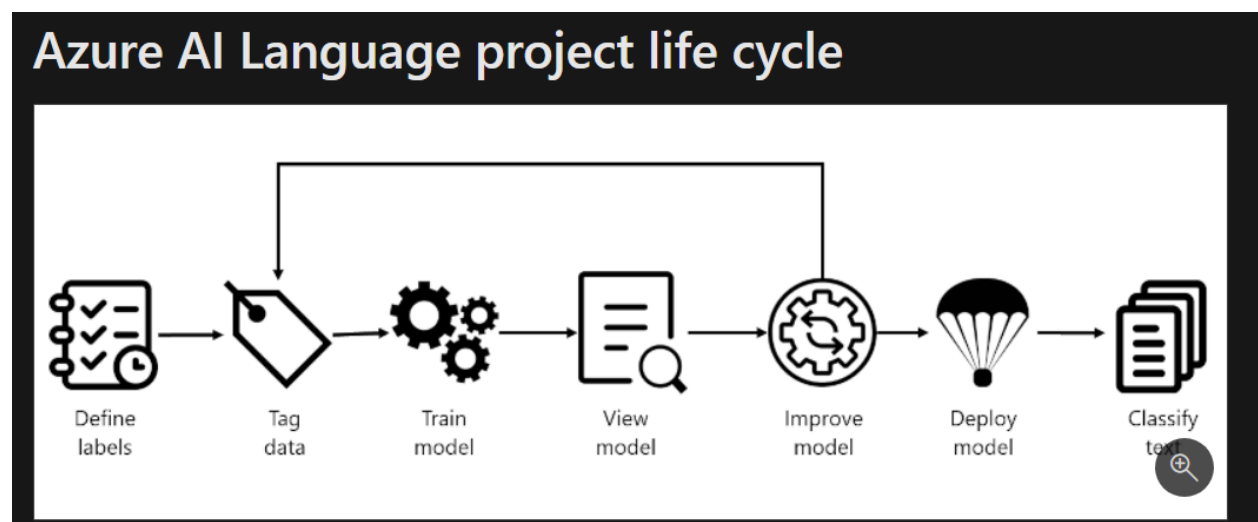 Azure AI Language project life cycle
Define
labels
Tag
data
Train
model
View
model
Improve
model
Deploy
model
Classify
text